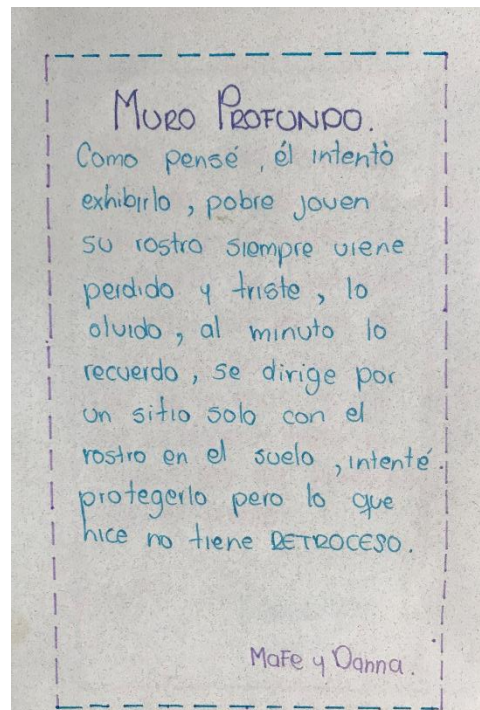 MURO PROFUNDO.
Como pensé, él intentò
exhibirlo, pobre joven
su rostro siempre viene
perdido y triste, lo
olvido, al minuto lo
recuerdo, se dirige por
un sitio solo con el
rostro en el suelo, intenté
protegerlo pero lo que
hice no tiene RETROCESO.
Mafe y Danna.